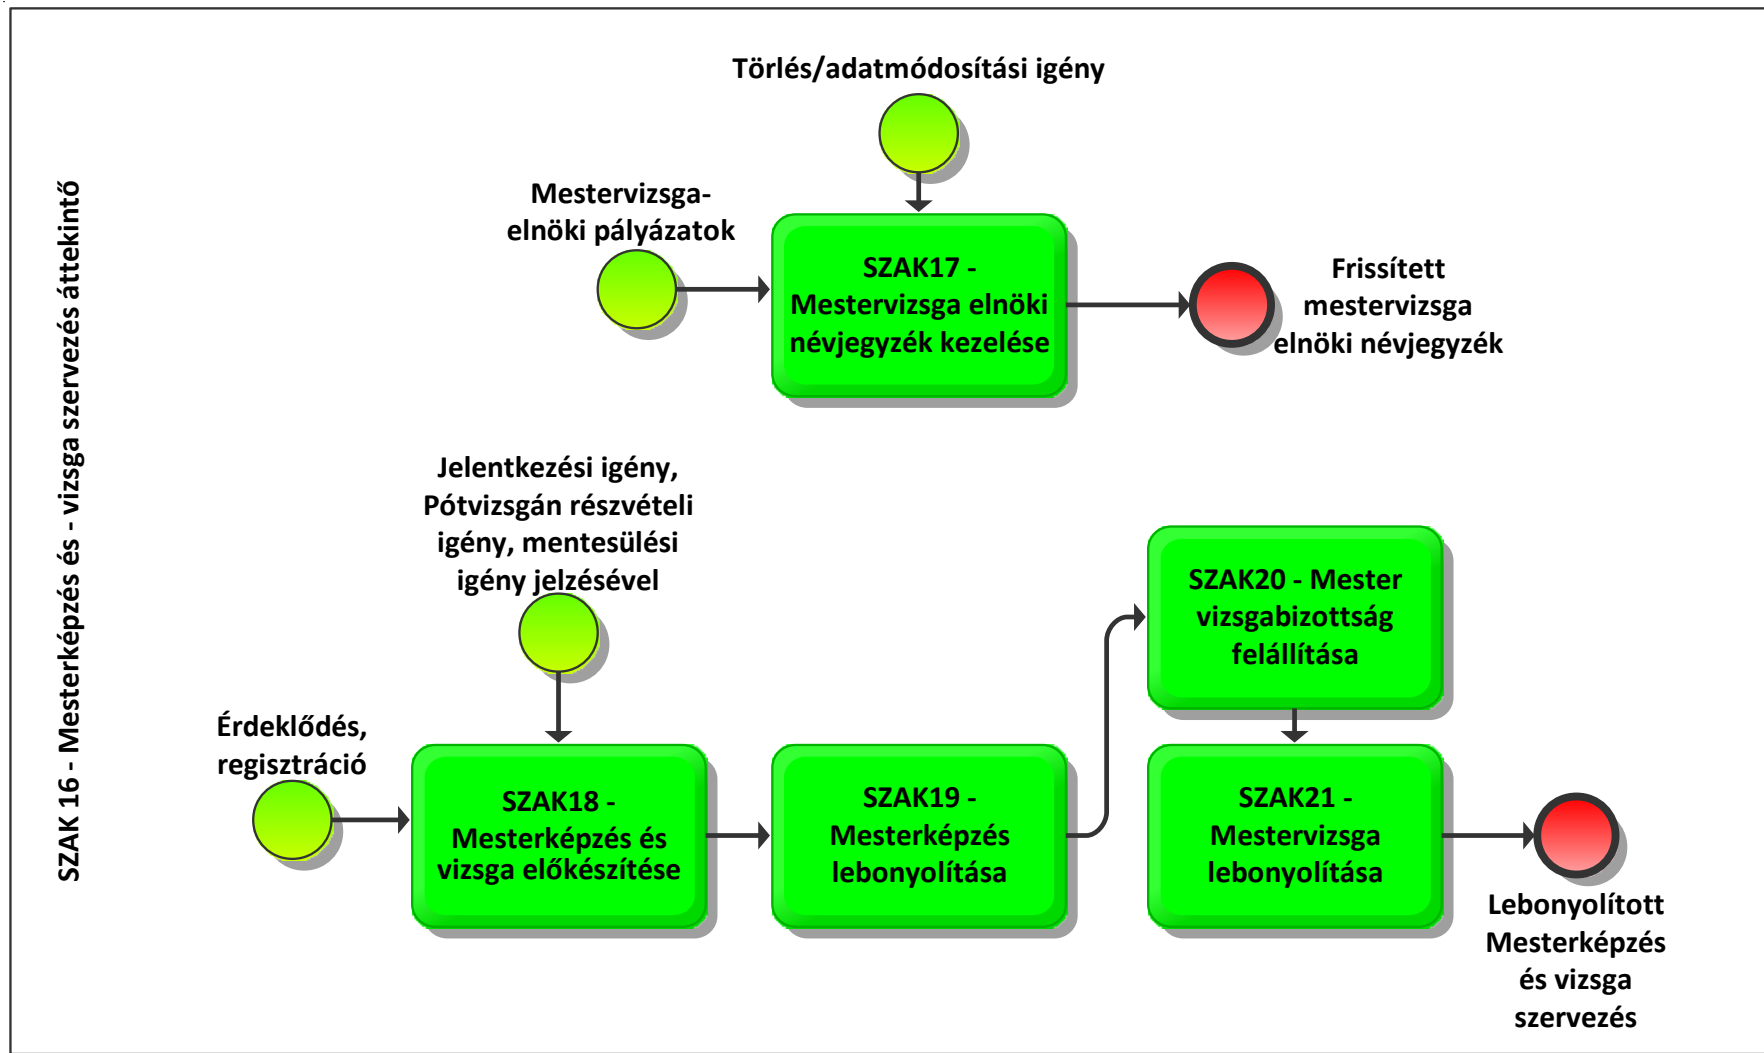 SZAK 16 - Mesterképzés és - vizsga szervezés áttekintő
Törlés/adatmódosítási igény
Mestervizsga-
elnöki pályázatok
SZAK17 -
Mestervizsga elnöki
névjegyzék kezelése
Frissített
mestervizsga
elnöki névjegyzék
Jelentkezési igény,
Pótvizsgán részvételi
igény, mentesülési
igény jelzésével
Érdeklődés,
regisztráció
SZAK18 -
Mesterképzés és
vizsga előkészítése
SZAK19 -
Mesterképzés
lebonyolítása
SZAK20 - Mester
vizsgabizottság
felállítása
SZAK21 -
Mestervizsga
lebonyolítása
Lebonyolított
Mesterképzés
és vizsga
szervezés